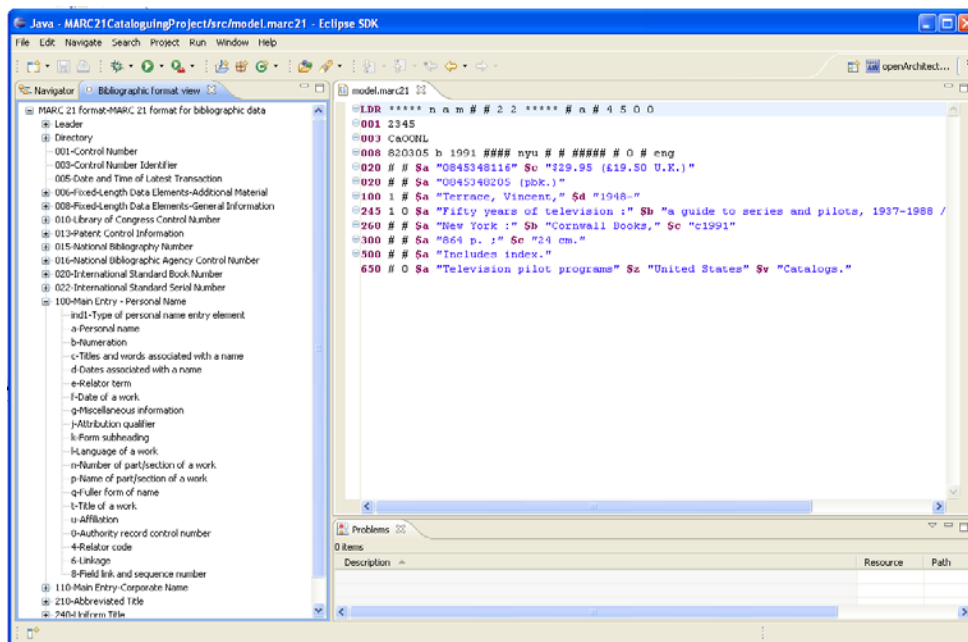 Java - MARC21CataloguingProject/src/model.marc21 - Eclipse SDK
File Edit Navigate Search Project Run Window Help
openArchitect...
Navigator Bibliographic format view
MARC 21 format-MARC 21 format for bibliographic data
Leader
Directory
001-Control Number
003-Control Number Identifier
005-Date and Time of Latest Transaction
006-Fixed-Length Data Elements-Additional Material
008-Fixed-Length Data Elements-General Information
010-Library of Congress Control Number
013-Patent Control Information
015-National Bibliography Number
016-National Bibliographic Agency Control Number
020-International Standard Book Number
022-International Standard Serial Number
100-Main Entry - Personal Name
ind1-Type of personal name entry element
a-Personal name
b-Numeration
c-Titles and words associated with a name
d-Dates associated with a name
e-Relator term
f-Date of a work
g-Miscellaneous information
j-Attribution qualifier
k-Form subheading
l-Language of a work
n-Number of part/section of a work
p-Name of part/section of a work
q-Fuller form of name
t-Title of a work
u-Affiliation
0-Authority record control number
4-Relator code
6-Linkage
8-Field link and sequence number
110-Main Entry-Corporate Name
210-Abbreviated Title
240-Uniform Title
model.marc21
LDR ***** n a m # # 2 2 ***** # a # 4 5 0 0
001 2345
003 CaOONL
008 820305 b 1991 #### nyu # # ##### # 0 # eng
020 # # $a "0845348116" $c "$29.95 (£19.50 U.K.)"
020 # # $a "0845348205 (pbk.)"
100 1 # $a "Terrace, Vincent," $d "1948-"
245 1 0 $a "Fifty years of television :" $b "a guide to series and pilots, 1937-1988 /
260 # # $a "New York :" $b "Cornwall Books," $c "c1991"
300 # # $a "864 p. ;" $c "24 cm."
500 # # $a "Includes index."
650 # 0 $a "Television pilot programs" $z "United States" $v "Catalogs."
Problems
0 items
Description Resource Path